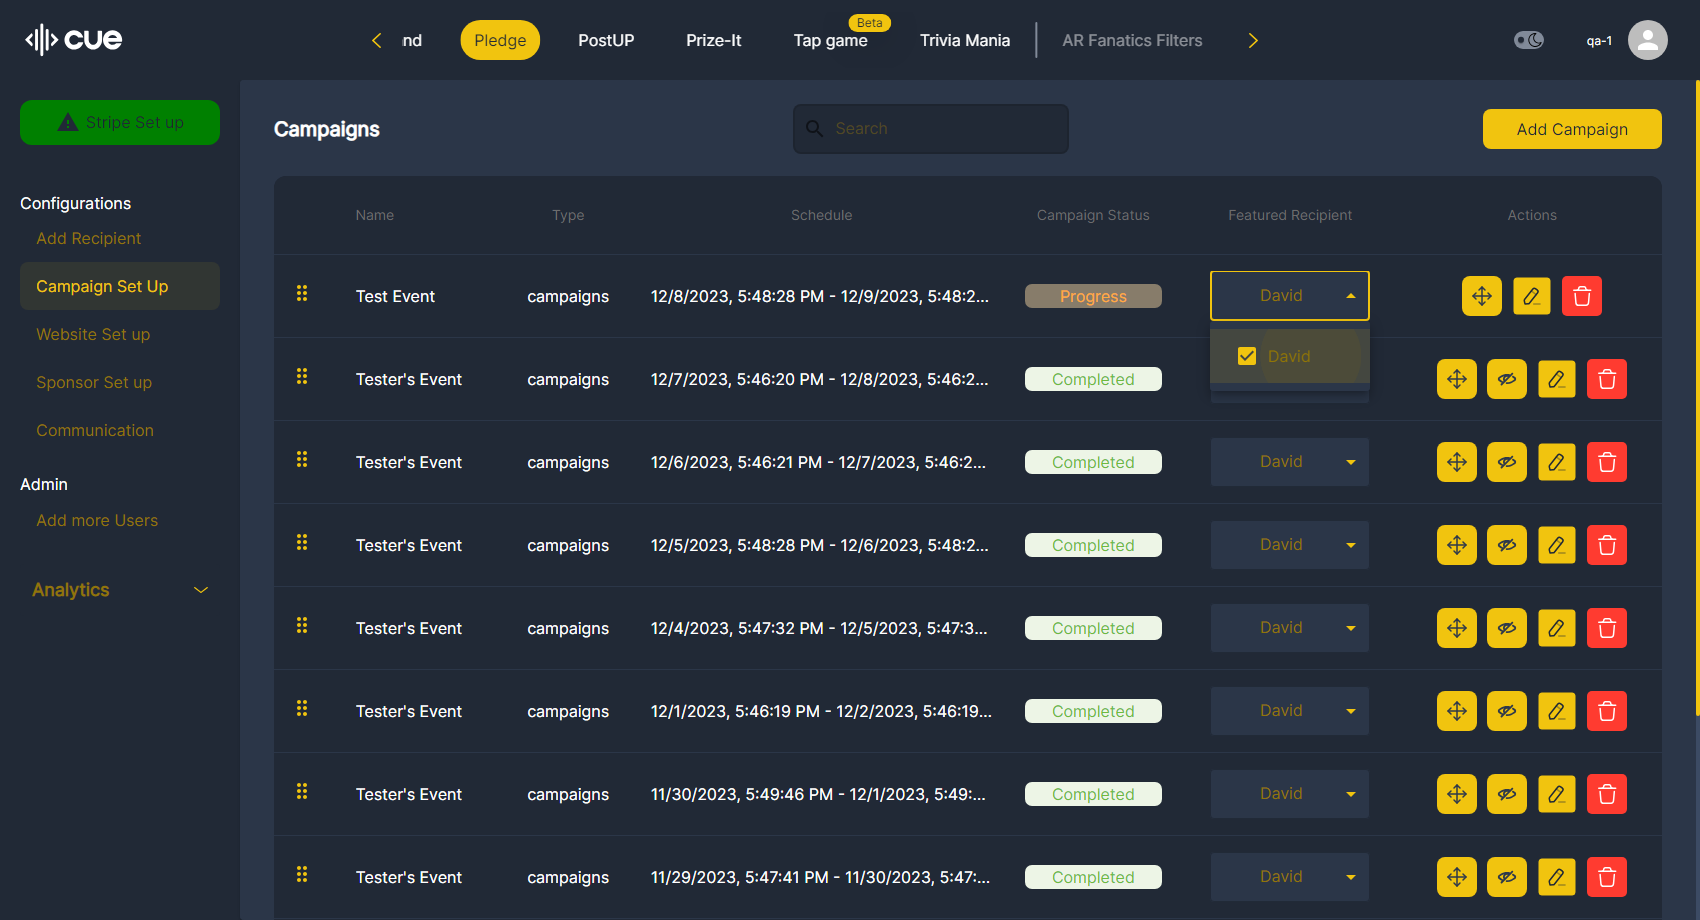 cue
nd
Pledge
PostUP
Prize-It
Beta
Tap game
Trivia Mania
AR Fanatics Filters
qa-1
Stripe Set up
Configurations
Add Recipient
Campaign Set Up
Website Set up
Sponsor Set up
Communication
Admin
Add more Users
Analytics
Campaigns
Search
Add Campaign
Name Type Schedule Campaign Status Featured Recipient Actions
Test Event campaigns 12/8/2023, 5:48:28 PM - 12/9/2023, 5:48:2... Progress David
David
Tester's Event campaigns 12/7/2023, 5:46:20 PM - 12/8/2023, 5:46:2... Completed
Tester's Event campaigns 12/6/2023, 5:46:21 PM - 12/7/2023, 5:46:2... Completed David
Tester's Event campaigns 12/5/2023, 5:48:28 PM - 12/6/2023, 5:48:2... Completed David
Tester's Event campaigns 12/4/2023, 5:47:32 PM - 12/5/2023, 5:47:3... Completed David
Tester's Event campaigns 12/1/2023, 5:46:19 PM - 12/2/2023, 5:46:19... Completed David
Tester's Event campaigns 11/30/2023, 5:49:46 PM - 12/1/2023, 5:49:... Completed David
Tester's Event campaigns 11/29/2023, 5:47:41 PM - 11/30/2023, 5:47:... Completed David